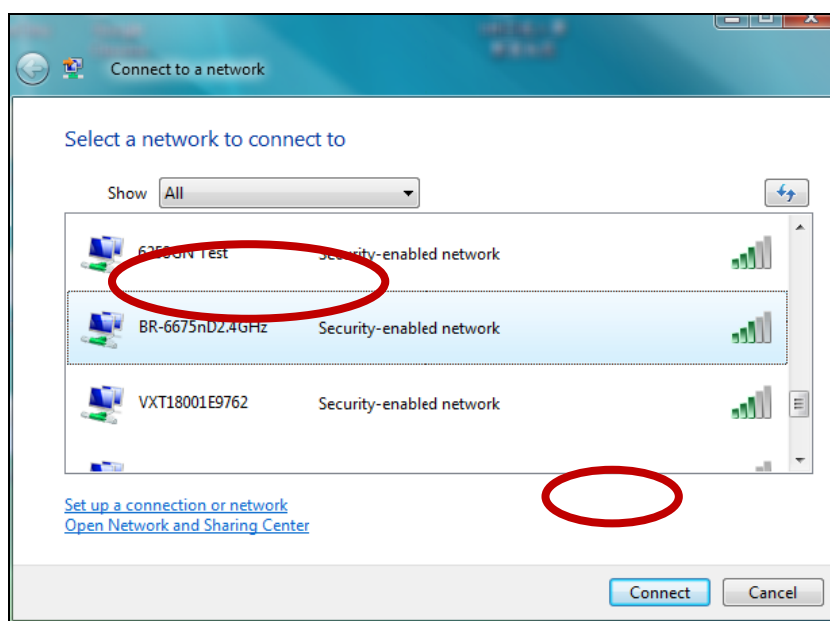 Connect to a network
Select a network to connect to
Show All
Test Security-enabled network
BR-6675nD2.4GHz Security-enabled network
VXT18001E9762 Security-enabled network
Set up a connection or network
Open Network and Sharing Center
Connect Cancel